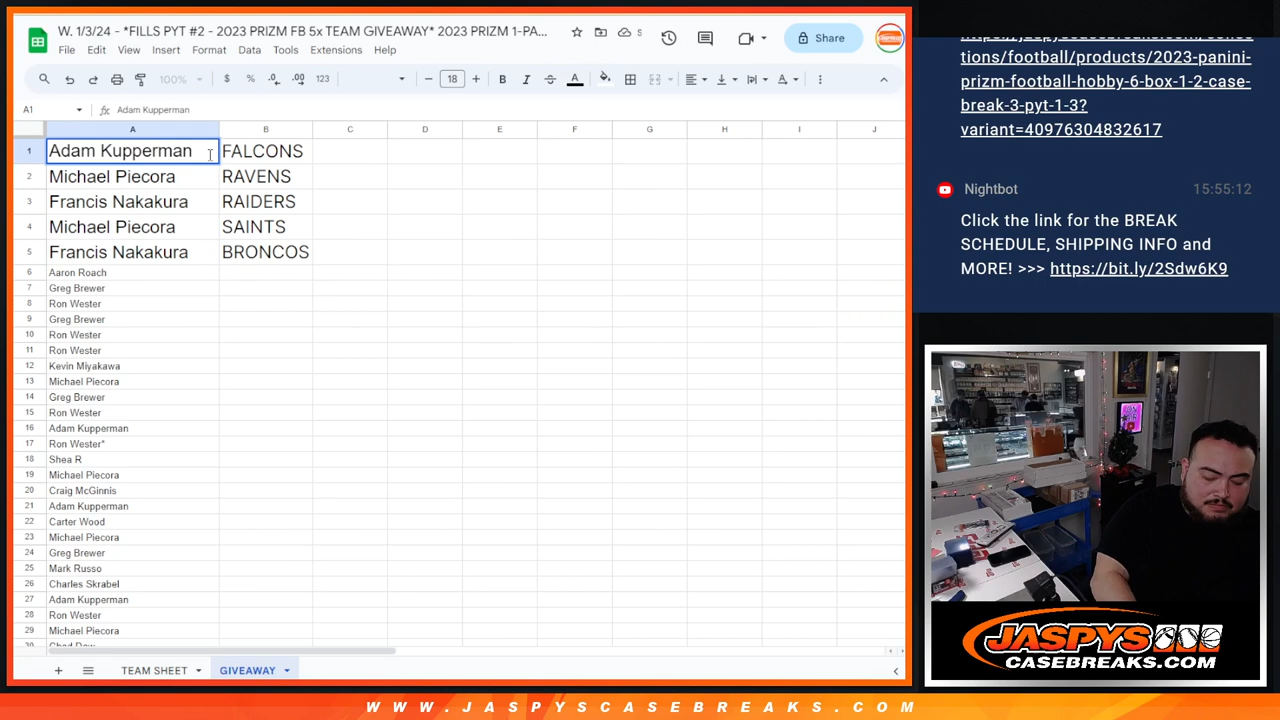 W. 1/3/24 - *FILLS PYT #2 - 2023 PRIZM FB 5x TEAM GIVEAWAY* 2023 PRIZM 1-PA...
File Edit View Insert Format Data Tools Extensions Help
Share
100% $ % .0 .00 123 18 B I A
A1 fx Adam Kupperman
A B C D E F G H I J
1 Adam Kupperman FALCONS
2 Michael Piecora RAVENS
3 Francis Nakakura RAIDERS
4 Michael Piecora SAINTS
5 Francis Nakakura BRONCOS
6 Aaron Roach
7 Greg Brewer
8 Ron Wester
9 Greg Brewer
10 Ron Wester
11 Ron Wester
12 Kevin Miyakawa
13 Michael Piecora
14 Greg Brewer
15 Ron Wester
16 Adam Kupperman
17 Ron Wester"
18 Shea R
19 Michael Piecora
20 Craig McGinnis
21 Adam Kupperman
22 Carter Wood
23 Michael Piecora
24 Greg Brewer
25 Mark Russo
26 Charles Skrabel
27 Adam Kupperman
28 Ron Wester
29 Michael Piecora
TEAM SHEET GIVEAWAY
tions/football/products/2023-panini-
prizm-football-hobby-6-box-1-2-case-
break-3-pyt-1-3?
variant=40976304832617
Nightbot 15:55:12
Click the link for the BREAK
SCHEDULE, SHIPPING INFO and
MORE! >>> https://bit.ly/2Sdw6K9
JASPYS
CASEBREAKS.COM
WWW.JASPYSCASEBREAKS.COM